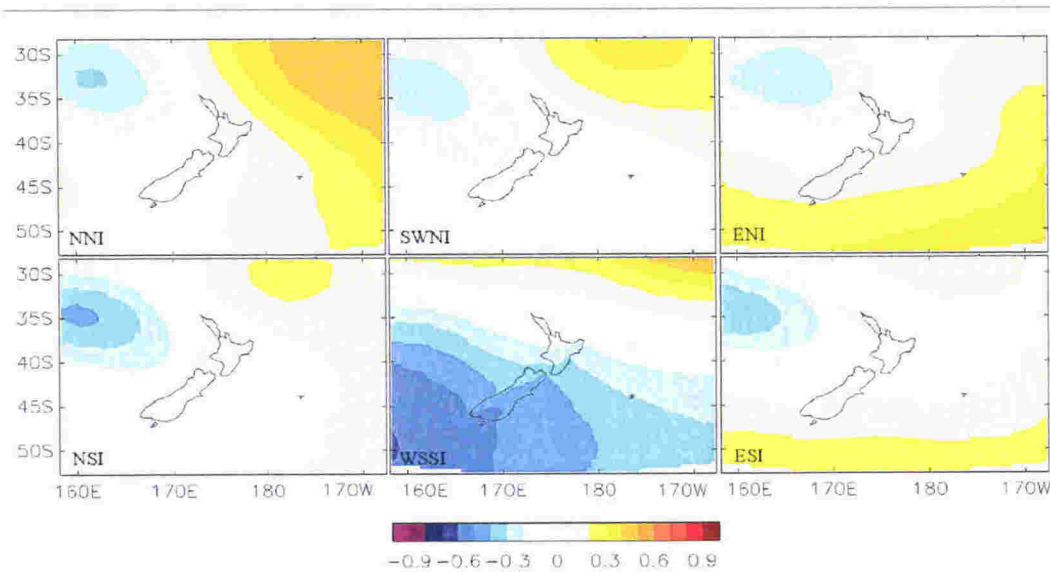 30S
35S
40S
45S
50S
NNI
SWNI
ENI
30S
35S
40S
45S
50S
NSI
WSSI
ESI
160E 170E 180 170W 160E 170E 180 170W 160E 170E 180 170W
-0.9 -0.6 -0.3 0 0.3 0.6 0.9